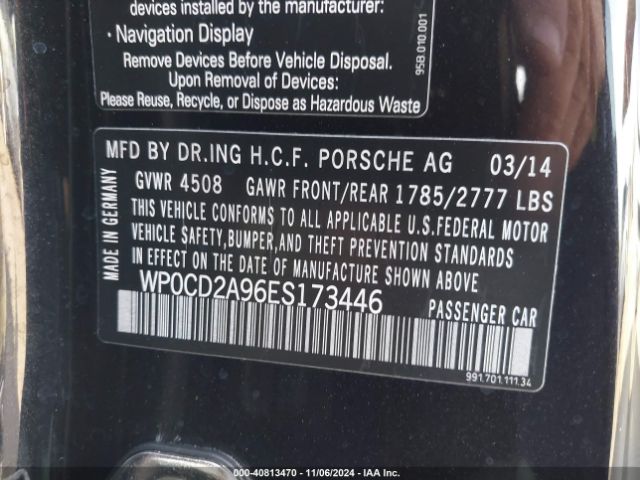 devices installed by the manufacturer:
· Navigation Display
Remove Devices Before Vehicle Disposal.
Upon Removal of Devices:
Please Reuse, Recycle, or Dispose as Hazardous Waste
95B.010.001
MFD BY DR.ING H.C.F. PORSCHE AG 03/14
GVWR 4508 GAWR FRONT/REAR 1785/2777 LBS
THIS VEHICLE CONFORMS TO ALL APPLICABLE U.S.FEDERAL MOTOR
VEHICLE SAFETY,BUMPER,AND THEFT PREVENTION STANDARDS
IN EFFECT ON THE DATE OF MANUFACTURE SHOWN ABOVE
WP0CD2A96ES173446 PASSENGER CAR
MADE IN GERMANY
991.701.111.34
000-40813470 - 11/06/2024 - IAA Inc.